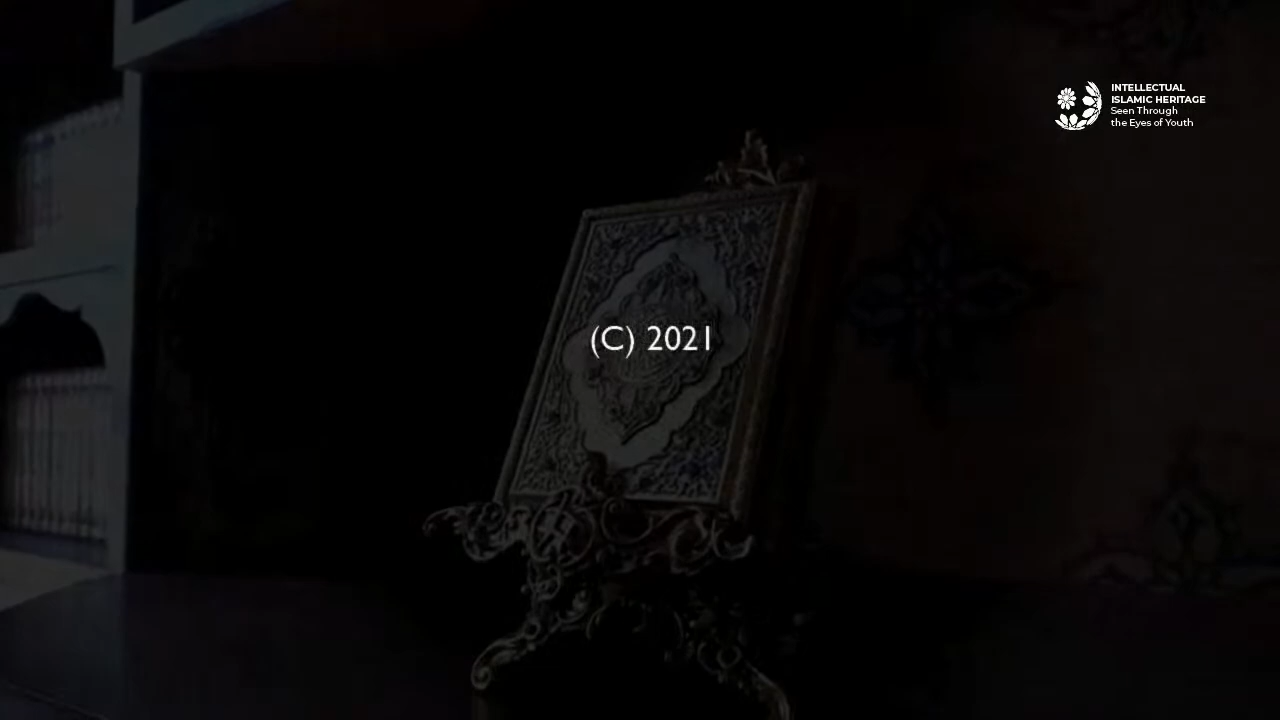 INTELLECTUAL
ISLAMIC HERITAGE
Seen Through
the Eyes of Youth
(C) 2021